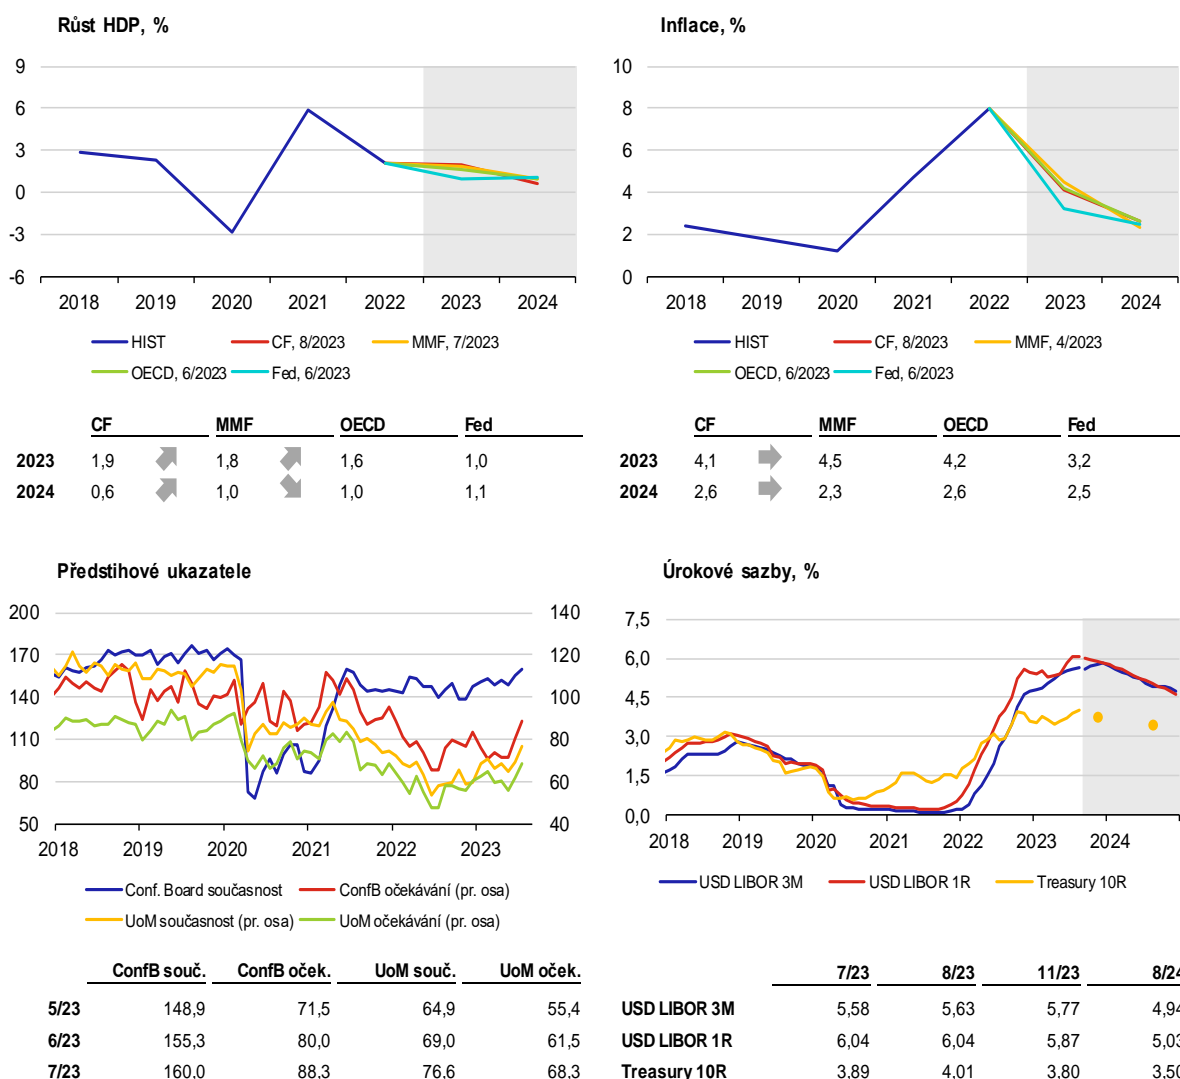 Růst HDP, %
9
6
3
0
-3
-6
2018 2019 2020 2021 2022 2023 2024
HIST CF, 8/2023 MMF, 7/2023
OECD, 6/2023 Fed, 6/2023
CF MMF OECD Fed
2023 1,9 1,8 1,6 1,0
2024 0,6 1,0 1,0 1,1
Inflace, %
10
8
6
4
2
0
2018 2019 2020 2021 2022 2023 2024
HIST CF, 8/2023 MMF, 4/2023
OECD, 6/2023 Fed, 6/2023
CF MMF OECD Fed
2023 4,1 4,5 4,2 3,2
2024 2,6 2,3 2,6 2,5
Předstihové ukazatele
200 140
170 120
140 100
110 80
80 60
50 40
2018 2019 2020 2021 2022 2023
Conf. Board současnost ConfB očekávání (pr. osa)
UoM současnost (pr. osa) UoM očekávání (pr. osa)
ConfB souč. ConfB oček. UoM souč. UoM oček.
5/23 148,9 71,5 64,9 55,4
6/23 155,3 80,0 69,0 61,5
7/23 160,0 88,3 76,6 68,3
Úrokové sazby, %
7,5
6,0
4,5
3,0
1,5
0,0
2018 2019 2020 2021 2022 2023 2024
USD LIBOR 3M USD LIBOR 1R Treasury 10R
7/23 8/23 11/23 8/24
USD LIBOR 3M 5,58 5,63 5,77 4,94
USD LIBOR 1R 6,04 6,04 5,87 5,03
Treasury 10R 3,89 4,01 3,80 3,50